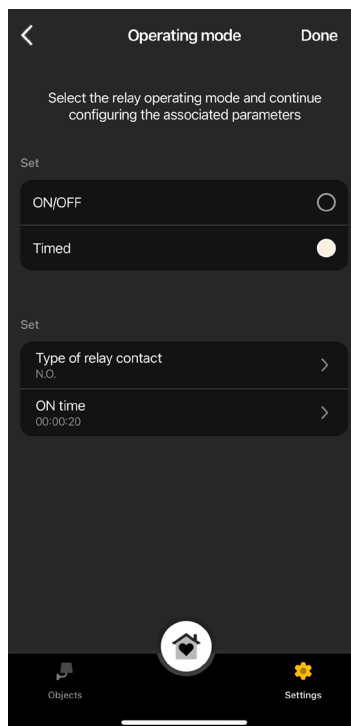 Operating mode Done
Select the relay operating mode and continue
configuring the associated parameters
Set
ON/OFF
Timed
Set
Type of relay contact
N.O.
ON time
00:00:20
Objects Settings